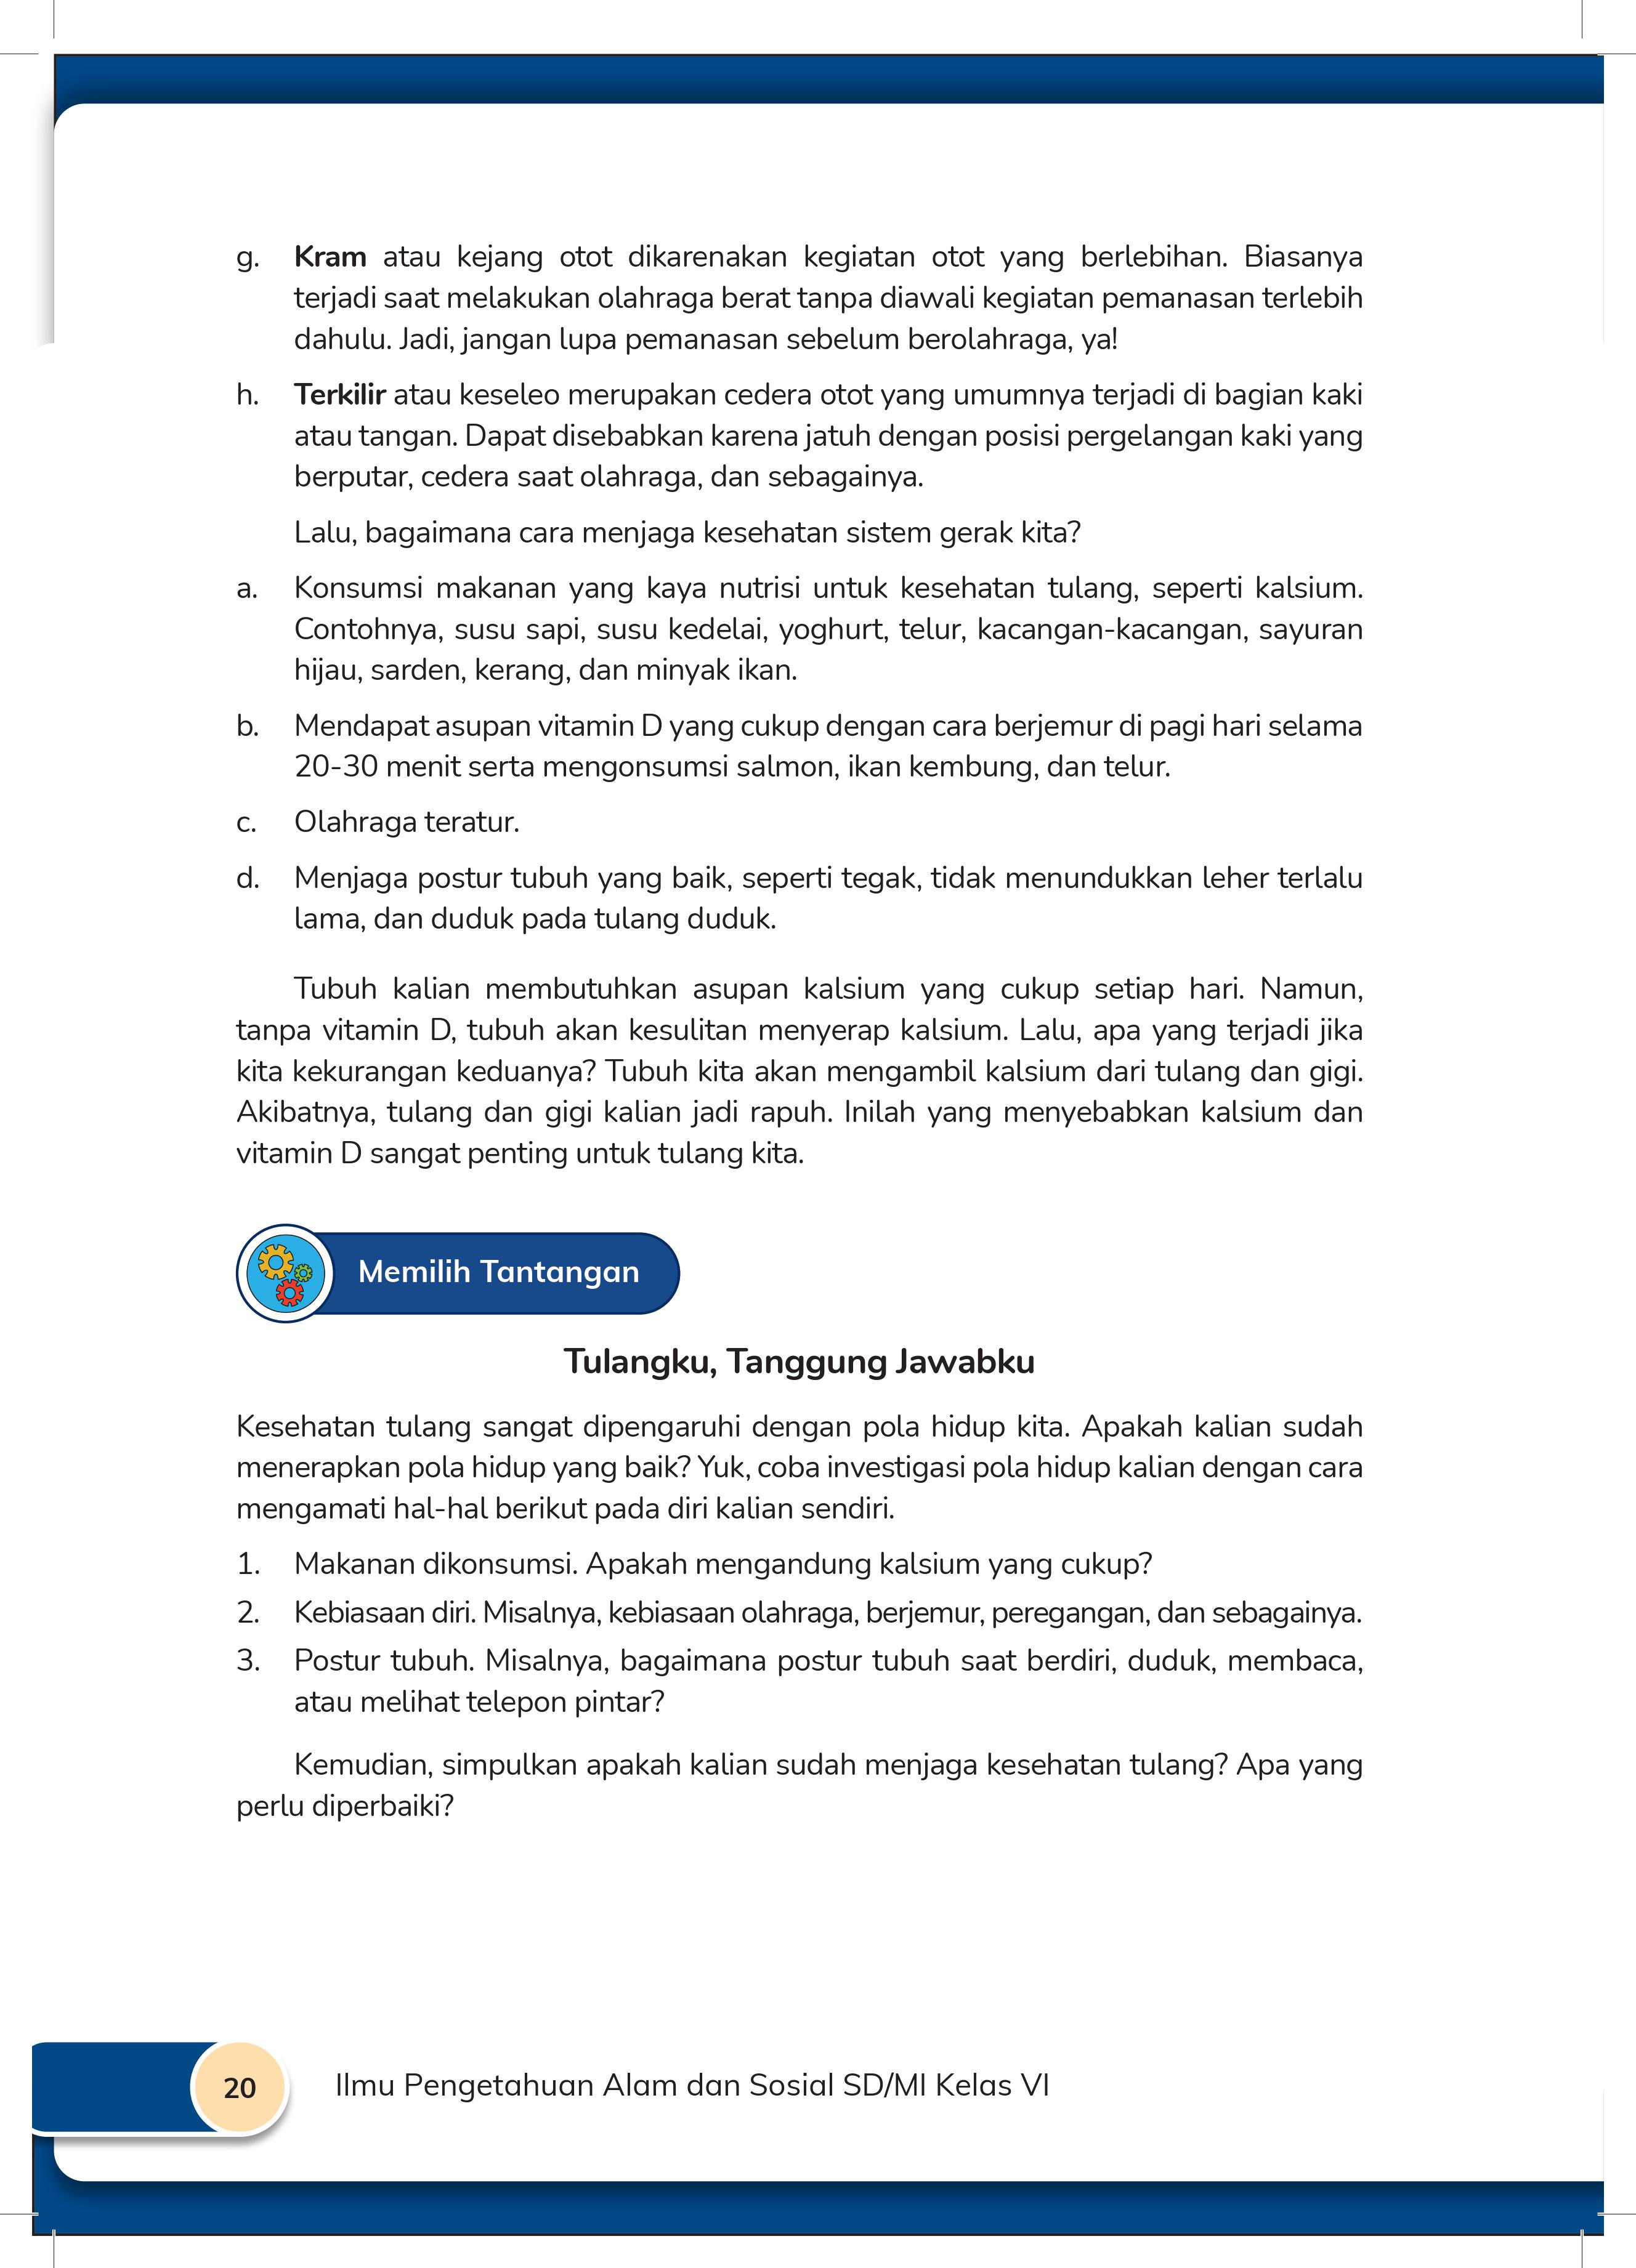 g. Kram atau kejang otot dikarenakan kegiatan otot yang berlebihan. Biasanya
terjadi saat melakukan olahraga berat tanpa diawali kegiatan pemanasan terlebih
dahulu. Jadi, jangan lupa pemanasan sebelum berolahraga, ya!
h. Terkilir atau keseleo merupakan cedera otot yang umumnya terjadi di bagian kaki
atau tangan. Dapat disebabkan karena jatuh dengan posisi pergelangan kaki yang
berputar, cedera saat olahraga, dan sebagainya.
Lalu, bagaimana cara menjaga kesehatan sistem gerak kita?
a. Konsumsi makanan yang kaya nutrisi untuk kesehatan tulang, seperti kalsium.
Contohnya, susu sapi, susu kedelai, yoghurt, telur, kacangan-kacangan, sayuran
hijau, sarden, kerang, dan minyak ikan.
b. Mendapat asupan vitamin D yang cukup dengan cara berjemur di pagi hari selama
20-30 menit serta mengonsumsi salmon, ikan kembung, dan telur.
c. Olahraga teratur.
d. Menjaga postur tubuh yang baik, seperti tegak, tidak menundukkan leher terlalu
lama, dan duduk pada tulang duduk.
Tubuh kalian membutuhkan asupan kalsium yang cukup setiap hari. Namun,
tanpa vitamin D, tubuh akan kesulitan menyerap kalsium. Lalu, apa yang terjadi jika
kita kekurangan keduanya? Tubuh kita akan mengambil kalsium dari tulang dan gigi.
Akibatnya, tulang dan gigi kalian jadi rapuh. Inilah yang menyebabkan kalsium dan
vitamin D sangat penting untuk tulang kita.
Memilih Tantangan
Tulangku, Tanggung Jawabku
Kesehatan tulang sangat dipengaruhi dengan pola hidup kita. Apakah kalian sudah
menerapkan pola hidup yang baik? Yuk, coba investigasi pola hidup kalian dengan cara
mengamati hal-hal berikut pada diri kalian sendiri.
1. Makanan dikonsumsi. Apakah mengandung kalsium yang cukup?
2. Kebiasaan diri. Misalnya, kebiasaan olahraga, berjemur, peregangan, dan sebagainya.
3. Postur tubuh. Misalnya, bagaimana postur tubuh saat berdiri, duduk, membaca,
atau melihat telepon pintar?
Kemudian, simpulkan apakah kalian sudah menjaga kesehatan tulang? Apa yang
perlu diperbaiki?
20 Ilmu Pengetahuan Alam dan Sosial SD/MI Kelas VI